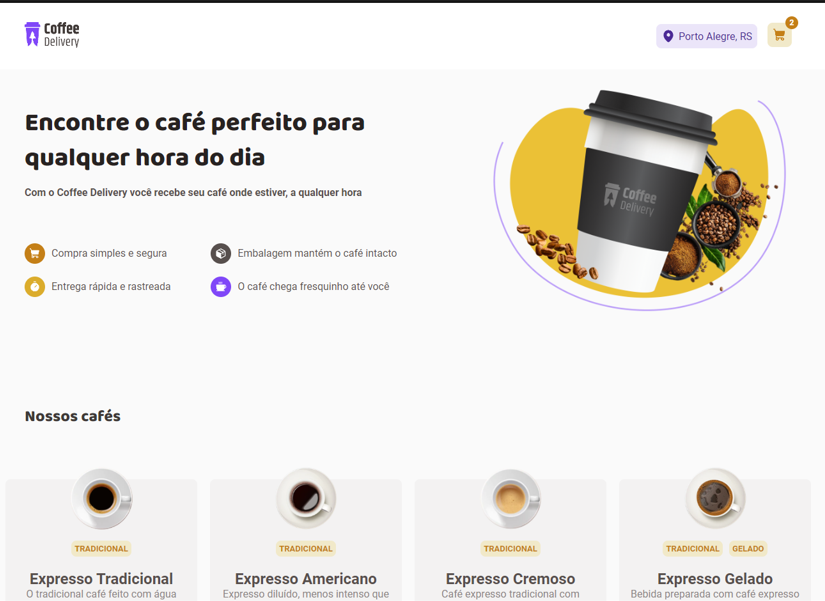 Coffee
Delivery
Porto Alegre, RS
2
Encontre o café perfeito para
qualquer hora do dia
Com o Coffee Delivery você recebe seu café onde estiver, a qualquer hora
Compra simples e segura
Embalagem mantém o café intacto
Entrega rápida e rastreada
O café chega fresquinho até você
Coffee
Delivery
Nossos cafés
TRADICIONAL
TRADICIONAL
TRADICIONAL
TRADICIONAL GELADO
Expresso Tradicional
Expresso Americano
Expresso Cremoso
Expresso Gelado
O tradicional café feito com água
Expresso diluído, menos intenso que
Café expresso tradicional com
Bebida preparada com café expresso